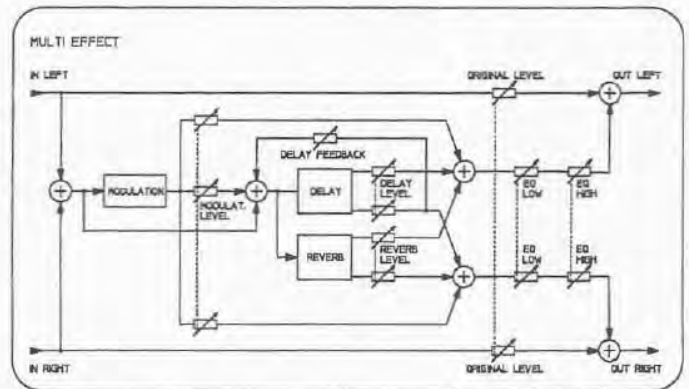 MULTI EFFECT
IN LEFT
ORIGINAL LEVEL
OUT LEFT
DELAY FEEDBACK
MODULATION
MODULAT.
LEVEL
DELAY
DELAY
LEVEL
EQ
LOW
EQ
HIGH
REVERB
REVERB
LEVEL
EQ
LOW
EQ
HIGH
IN RIGHT
ORIGINAL LEVEL
OUT RIGHT